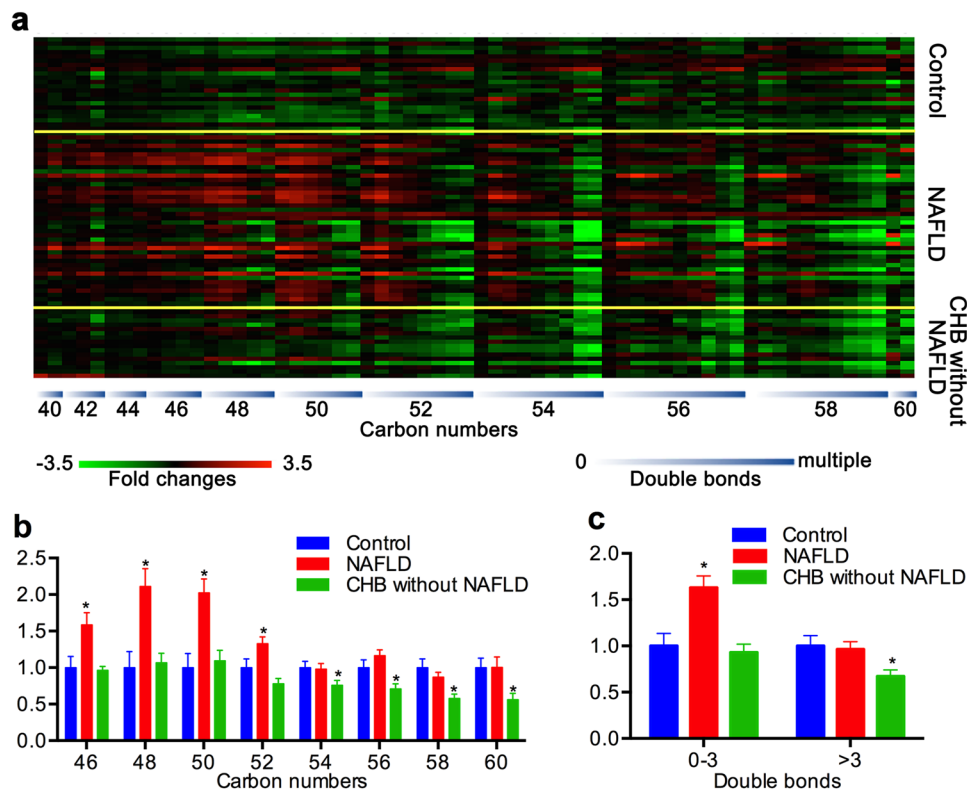 a
Control
NAFLD
CHB without
NAFLD
40 42 44 46 48 50 52 54 56 58 60
Carbon numbers
-3.5 3.5
Fold changes
0 multiple
Double bonds
b
Control
NAFLD
CHB without NAFLD
2.5
2.0
1.5
1.0
0.5
0.0
* * * * * * * *
46 48 50 52 54 56 58 60
Carbon numbers
c
Control
NAFLD
CHB without NAFLD
2.0
1.5
1.0
0.5
0.0
* *
0-3 >3
Double bonds